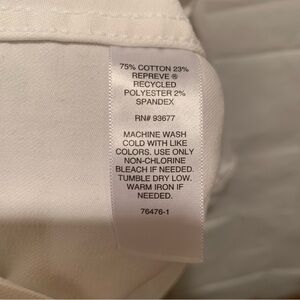 75% COTTON 23%
REPREVE ®
RECYCLED
POLYESTER 2%
SPANDEX
RN# 93677
MACHINE WASH
COLD WITH LIKE
COLORS. USE ONLY
NON-CHLORINE
BLEACH IF NEEDED.
TUMBLE DRY LOW.
WARM IRON IF
NEEDED.
76476-1